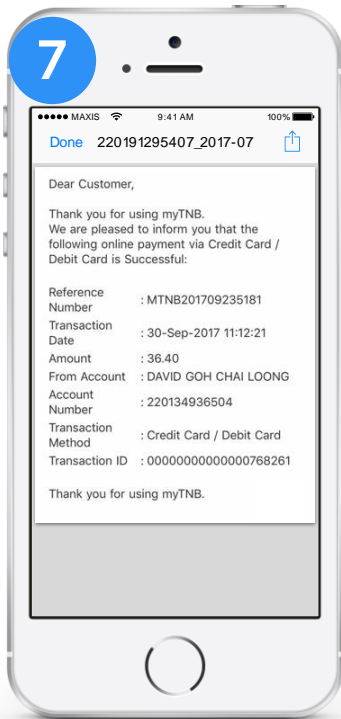 7
MAXIS 9:41 AM 100%
Done 220191295407_2017-07
Dear Customer,
Thank you for using myTNB.
We are pleased to inform you that the
following online payment via Credit Card /
Debit Card is Successful:
Reference
Number : MTNB201709235181
Transaction
Date : 30-Sep-2017 11:12:21
Amount : 36.40
From Account : DAVID GOH CHAI LOONG
Account
Number : 220134936504
Transaction
Method : Credit Card / Debit Card
Transaction ID : 00000000000000768261
Thank you for using myTNB.